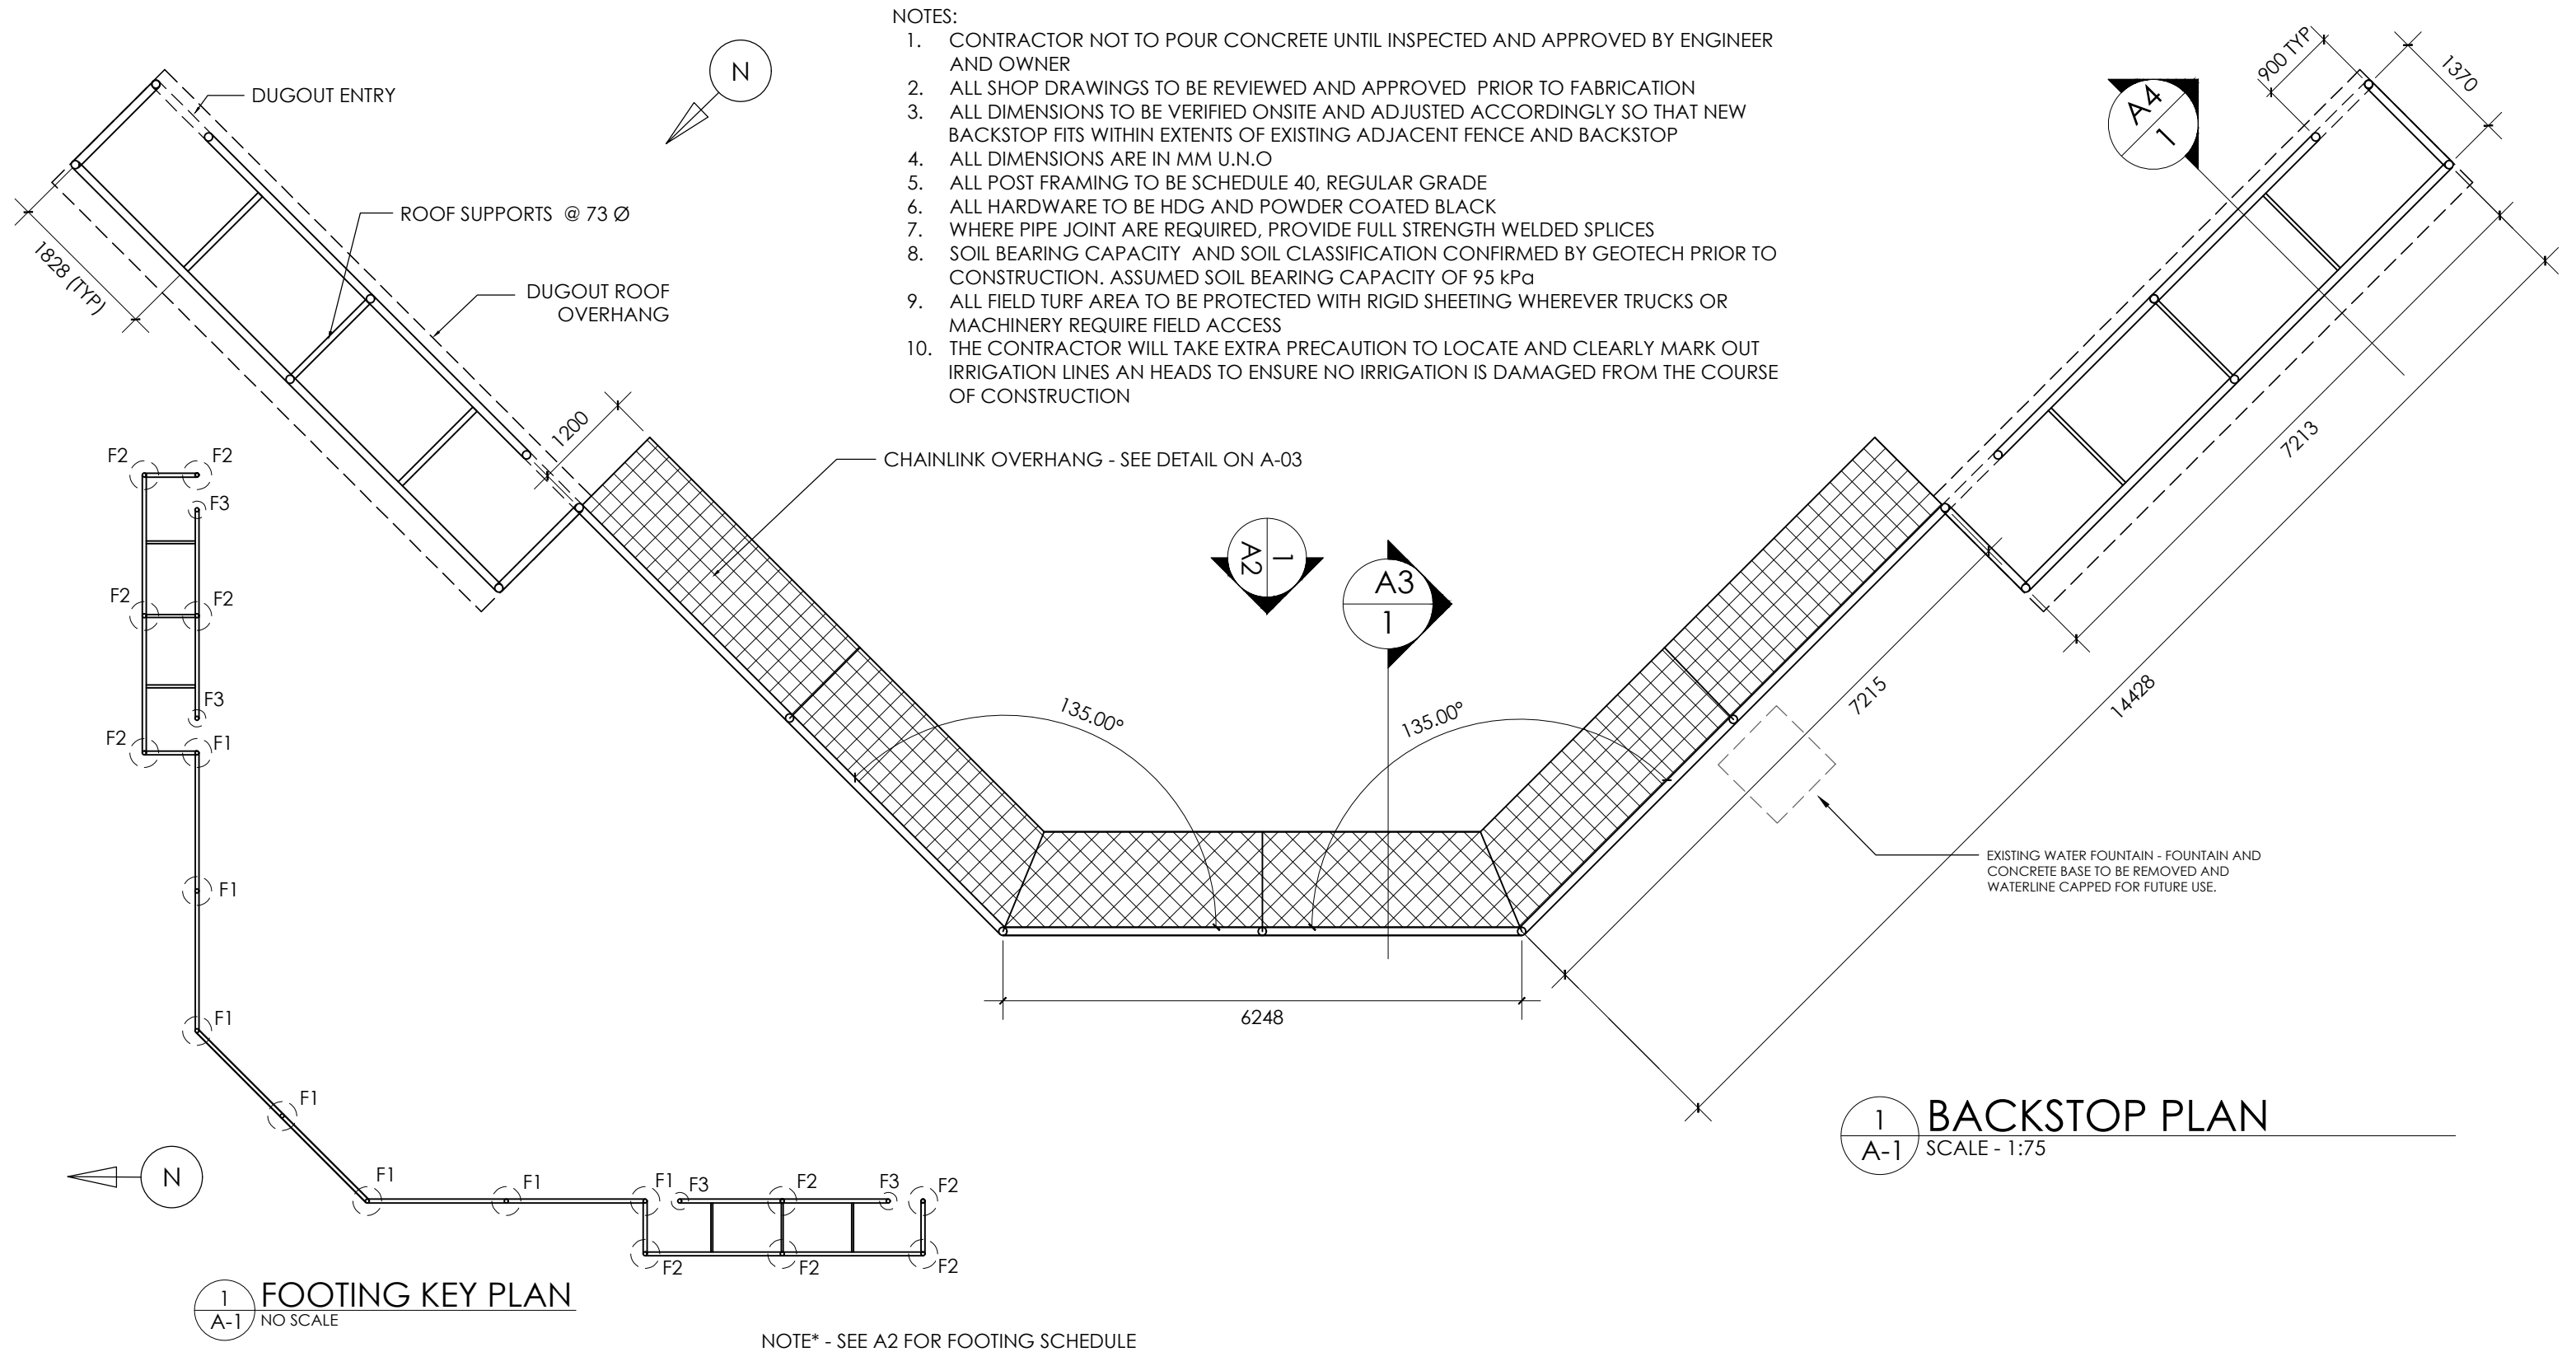 NOTES:
1. CONTRACTOR NOT TO POUR CONCRETE UNTIL INSPECTED AND APPROVED BY ENGINEER
AND OWNER
2. ALL SHOP DRAWINGS TO BE REVIEWED AND APPROVED PRIOR TO FABRICATION
3. ALL DIMENSIONS TO BE VERIFIED ONSITE AND ADJUSTED ACCORDINGLY SO THAT NEW
BACKSTOP FITS WITHIN EXTENTS OF EXISTING ADJACENT FENCE AND BACKSTOP
4. ALL DIMENSIONS ARE IN MM U.N.O
5. ALL POST FRAMING TO BE SCHEDULE 40, REGULAR GRADE
6. ALL HARDWARE TO BE HDG AND POWDER COATED BLACK
7. WHERE PIPE JOINT ARE REQUIRED, PROVIDE FULL STRENGTH WELDED SPLICES
8. SOIL BEARING CAPACITY AND SOIL CLASSIFICATION CONFIRMED BY GEOTECH PRIOR TO
CONSTRUCTION. ASSUMED SOIL BEARING CAPACITY OF 95 kPa
9. ALL FIELD TURF AREA TO BE PROTECTED WITH RIGID SHEETING WHEREVER TRUCKS OR
MACHINERY REQUIRE FIELD ACCESS
10. THE CONTRACTOR WILL TAKE EXTRA PRECAUTION TO LOCATE AND CLEARLY MARK OUT
IRRIGATION LINES AN HEADS TO ENSURE NO IRRIGATION IS DAMAGED FROM THE COURSE
OF CONSTRUCTION
N
DUGOUT ENTRY
ROOF SUPPORTS @ 73 Ø
1828 (TYP)
DUGOUT ROOF
OVERHANG
1200
CHAINLINK OVERHANG - SEE DETAIL ON A-03
900 TYP
1370
A4
1
7213
1
A2
A3
1
135.00°
135.00°
7215
14428
6248
EXISTING WATER FOUNTAIN - FOUNTAIN AND
CONCRETE BASE TO BE REMOVED AND
WATERLINE CAPPED FOR FUTURE USE.
1
A-1
BACKSTOP PLAN
SCALE - 1:75
F2
F2
F3
F2
F2
F3
F2
F1
F1
F1
F1
N
F1
F1
F1
F3
F2
F3
F2
F2
F2
F2
1
A-1
FOOTING KEY PLAN
NO SCALE
NOTE* - SEE A2 FOR FOOTING SCHEDULE